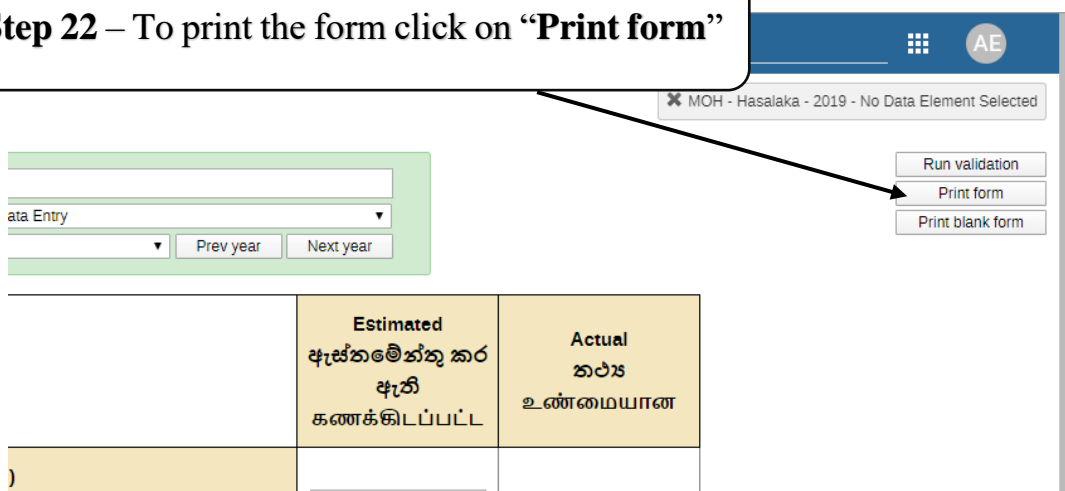 tep 22 – To print the form click on “Print form”
AE
✖ MOH - Hasalaka - 2019 - No Data Element Selected
Run validation
ata Entry
Print form
Prev year
Next year
Print blank form
Estimated
ඇස්තමේන්තු කර
ඇති
கணக்கிடப்பட்ட
Actual
තථ්‍ය
உண்மையான
)